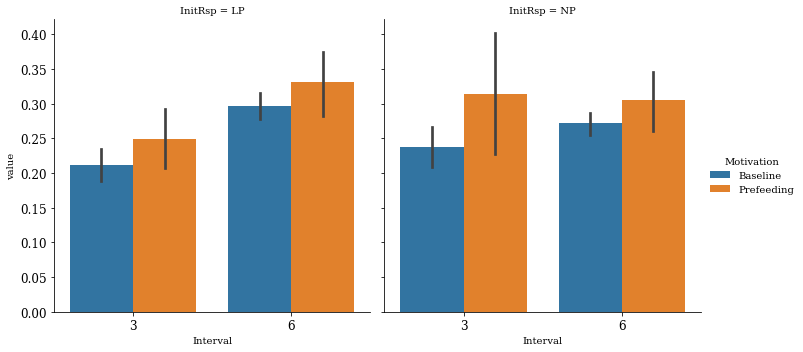 InitRsp = LP
InitRsp = NP
value
0.40
0.35
0.30
0.25
0.20
0.15
0.10
0.05
0.00
3
6
3
6
Interval
Interval
Motivation
Baseline
Prefeeding